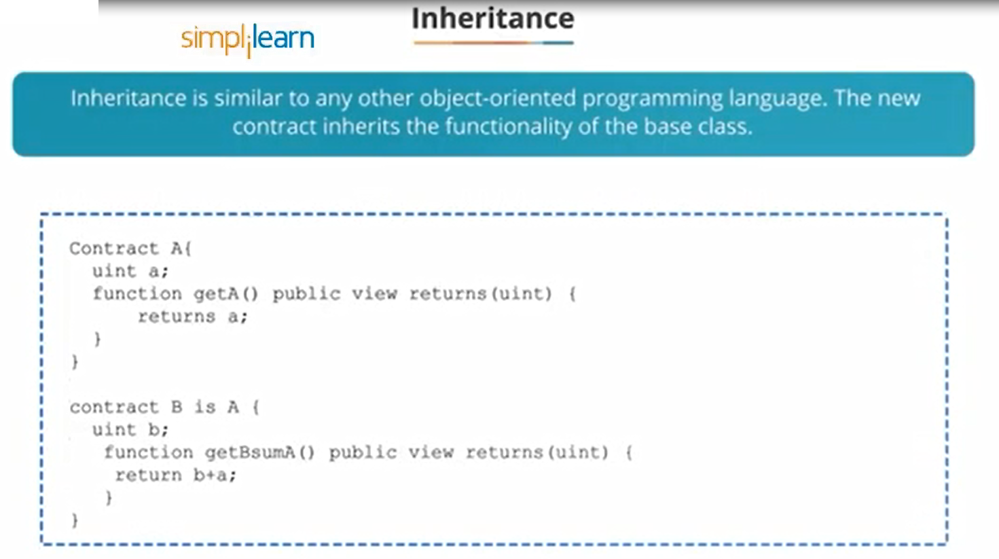 Inheritance
simplilearn
Inheritance is similar to any other object-oriented programming language. The new
contract inherits the functionality of the base class.
Contract A{
uint a;
function getA() public view returns(uint) {
returns a;
}
}
contract B is A {
uint b;
function getBsumA() public view returns(uint) {
return b+a;
}
}